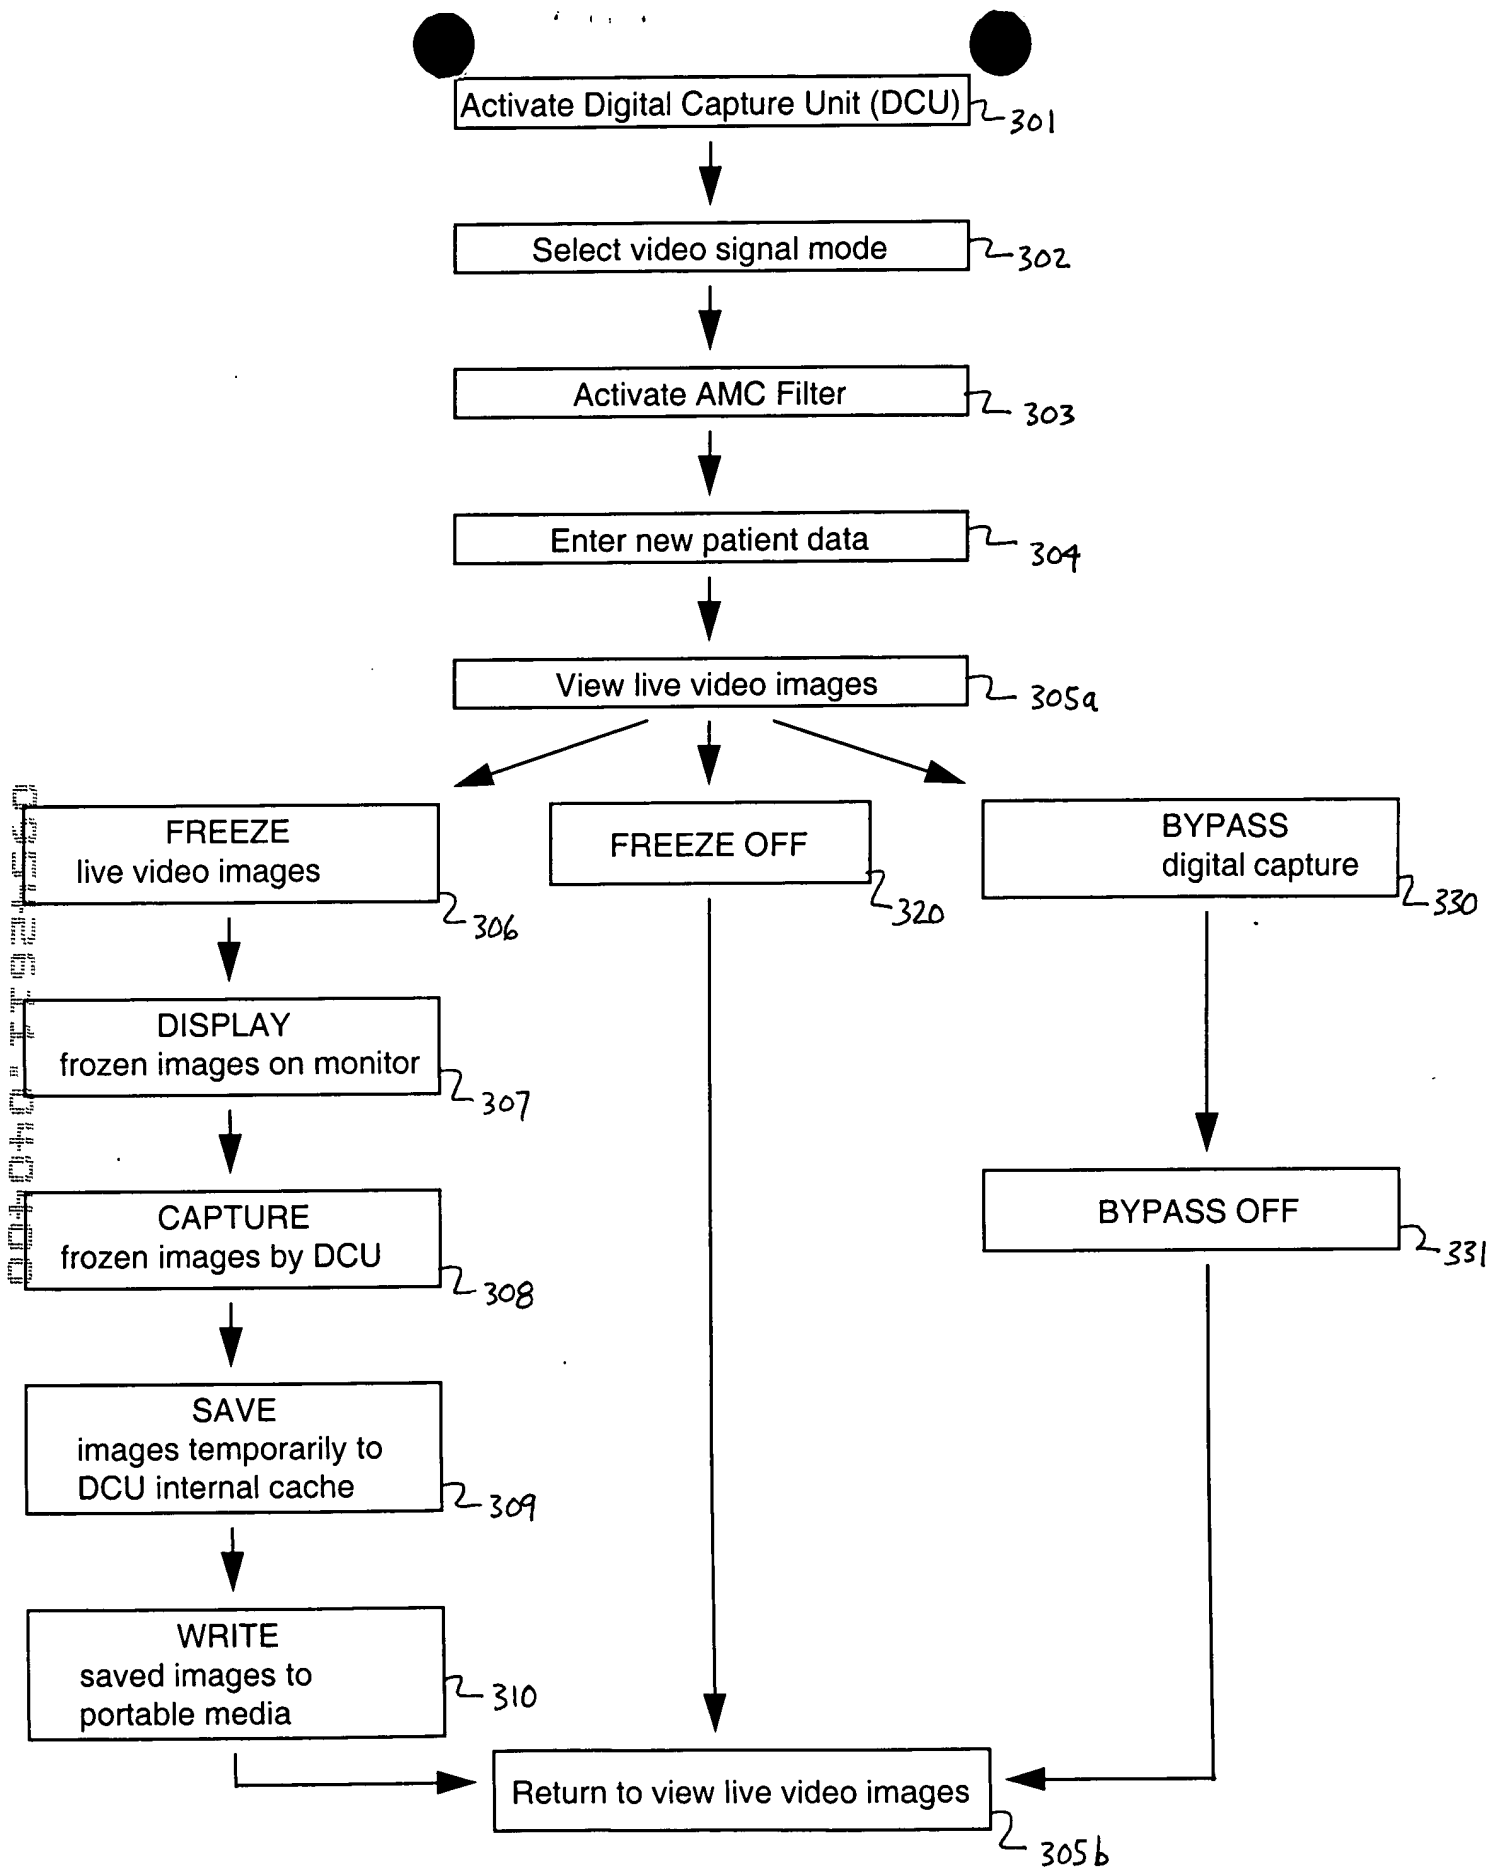 Activate Digital Capture Unit (DCU)
301
Select video signal mode
302
Activate AMC Filter
303
Enter new patient data
304
View live video images
305a
FREEZE
live video images
306
FREEZE OFF
320
BYPASS
digital capture
330
DISPLAY
frozen images on monitor
307
CAPTURE
frozen images by DCU
308
BYPASS OFF
331
SAVE
images temporarily to
DCU internal cache
309
WRITE
saved images to
portable media
310
Return to view live video images
305b